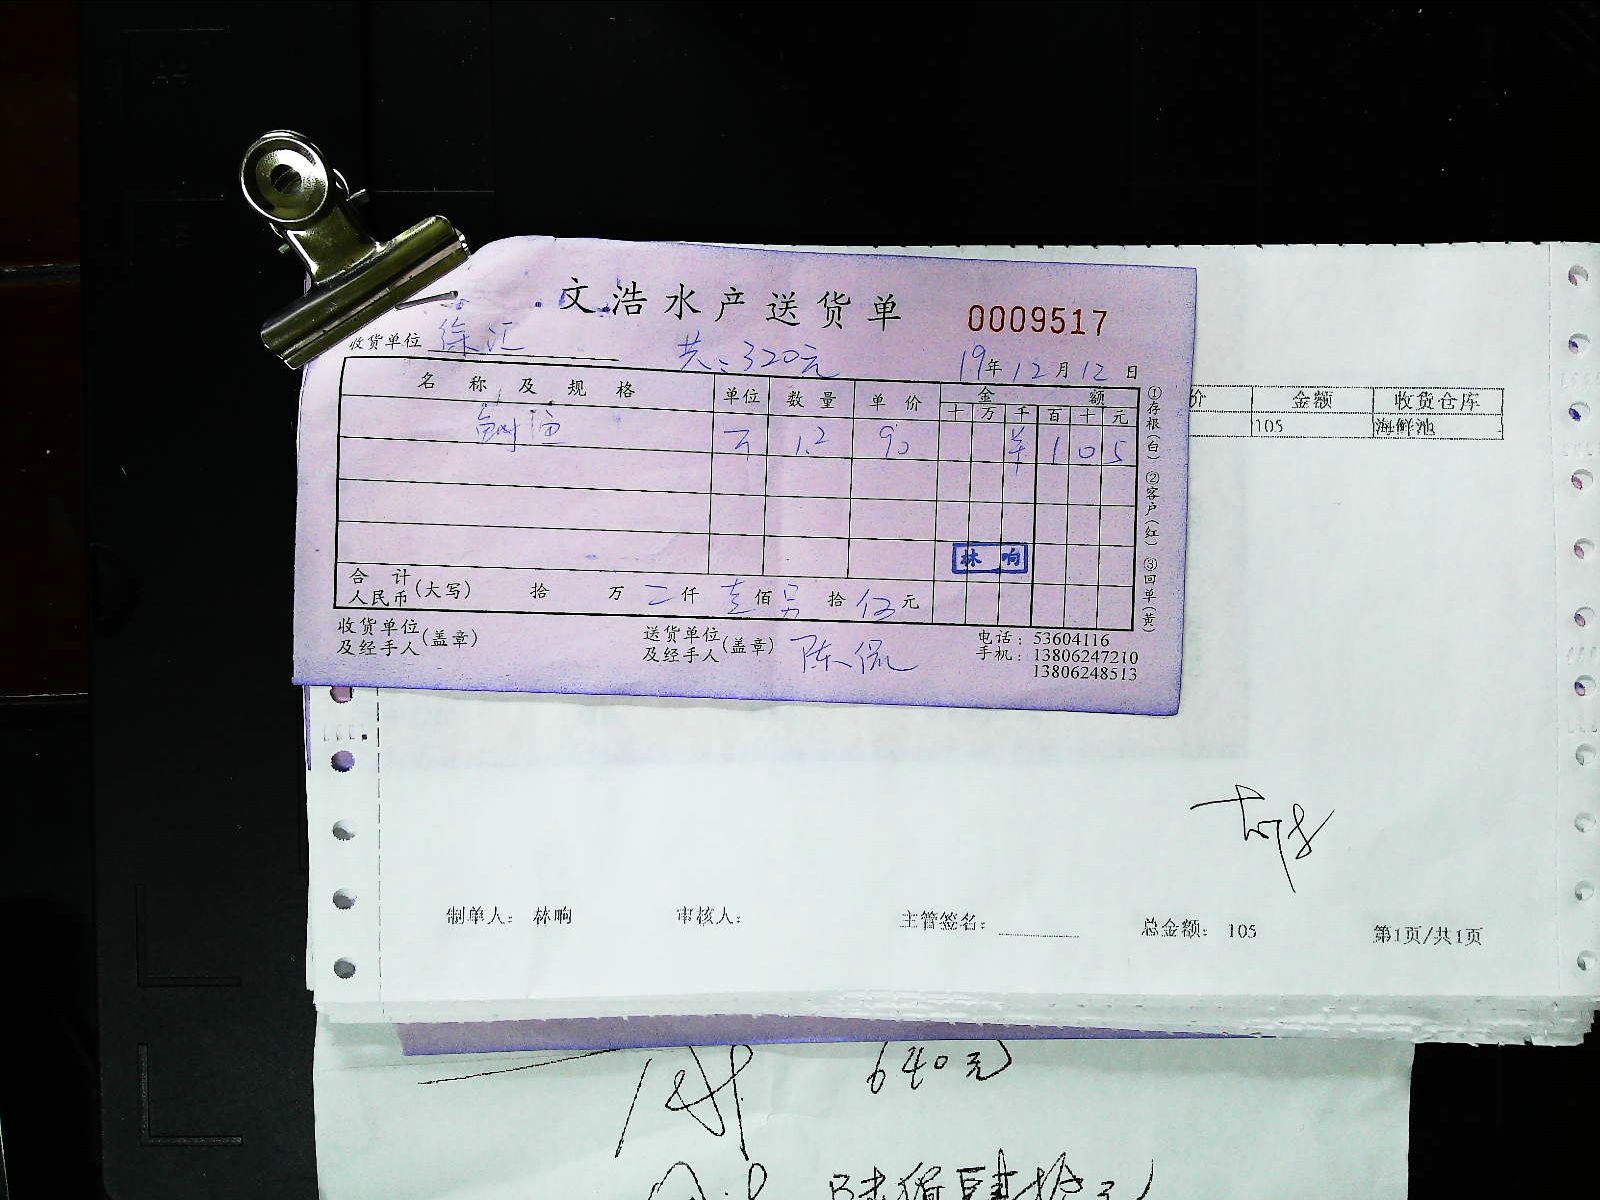 文浩水产送货单 0009517
收货单位 徐汇 共:320元 19年12月12日
名称及规格 单位 数量 单价 金额
十 万 千 百 十 元
1.2 90 ¥ 1 0 5
林响
合计
人民币(大写) 拾 万 仟 壹佰 另 拾 伍元
收货单位
及经手人(盖章)
送货单位
及经手人(盖章)
电话:53604116
手机:13806247210
13806248513
①存根(白) ②客户(红) ③回单(黄)
价 金额 收货仓库
105 海鲜池
制单人: 林响 审核人: 主管签名: 总金额: 105 第1页/共1页
640元